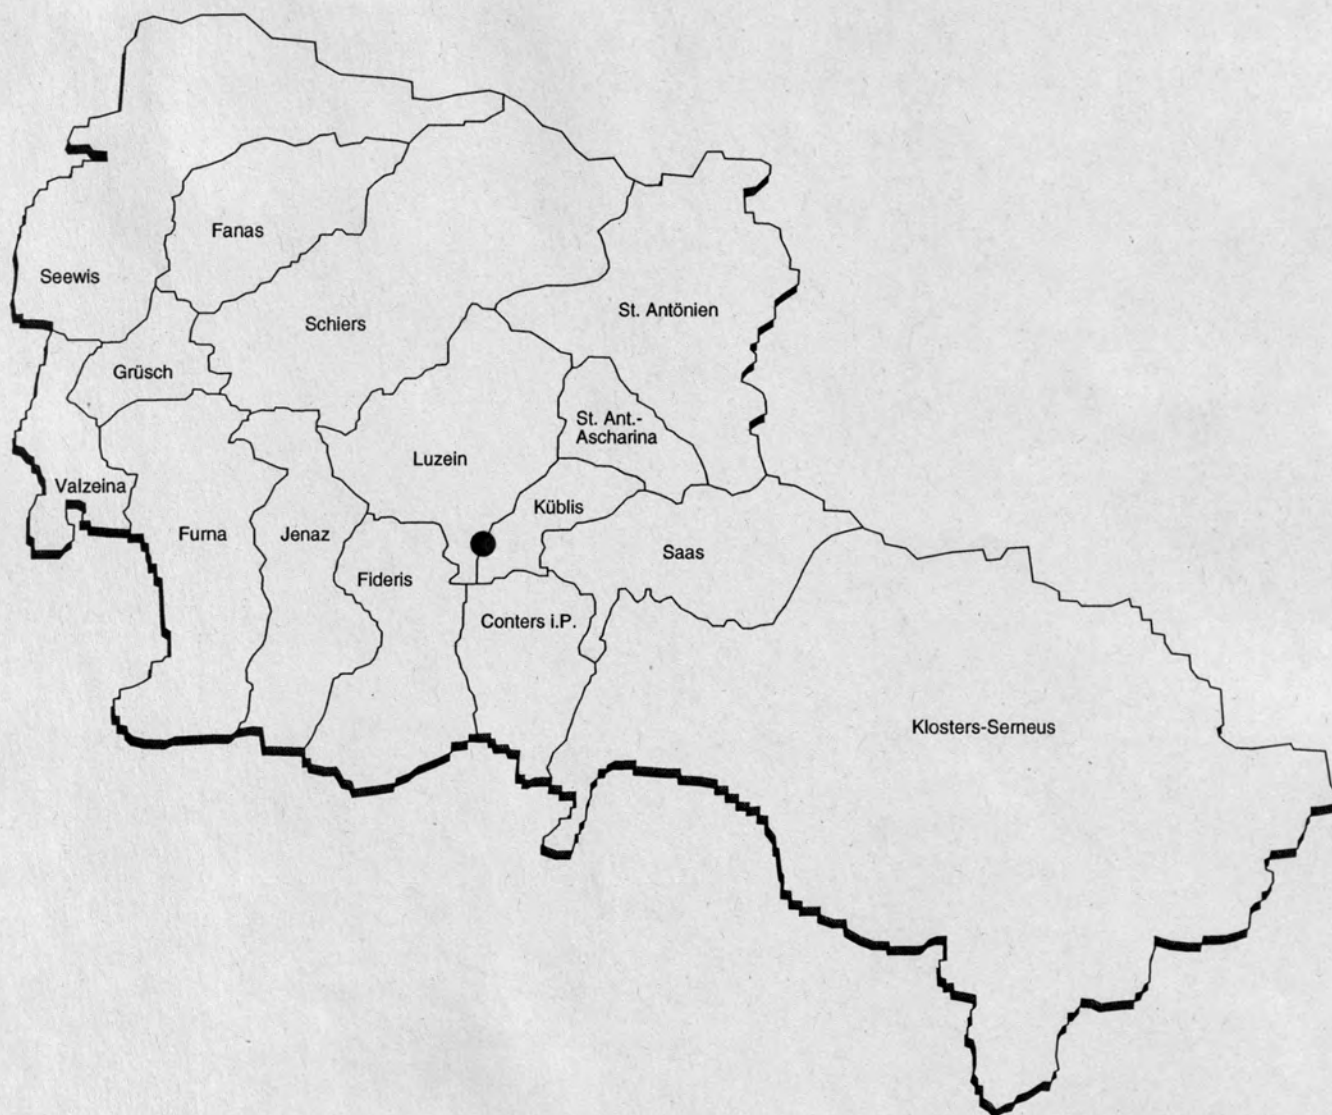 Fanas
Seewis
St. Antönien
Schiers
Grüsch
St. Ant.-
Ascharina
Luzein
Valzeina
Küblis
Furna
Jenaz
Saas
Fideris
Conters i.P.
Klosters-Serneus